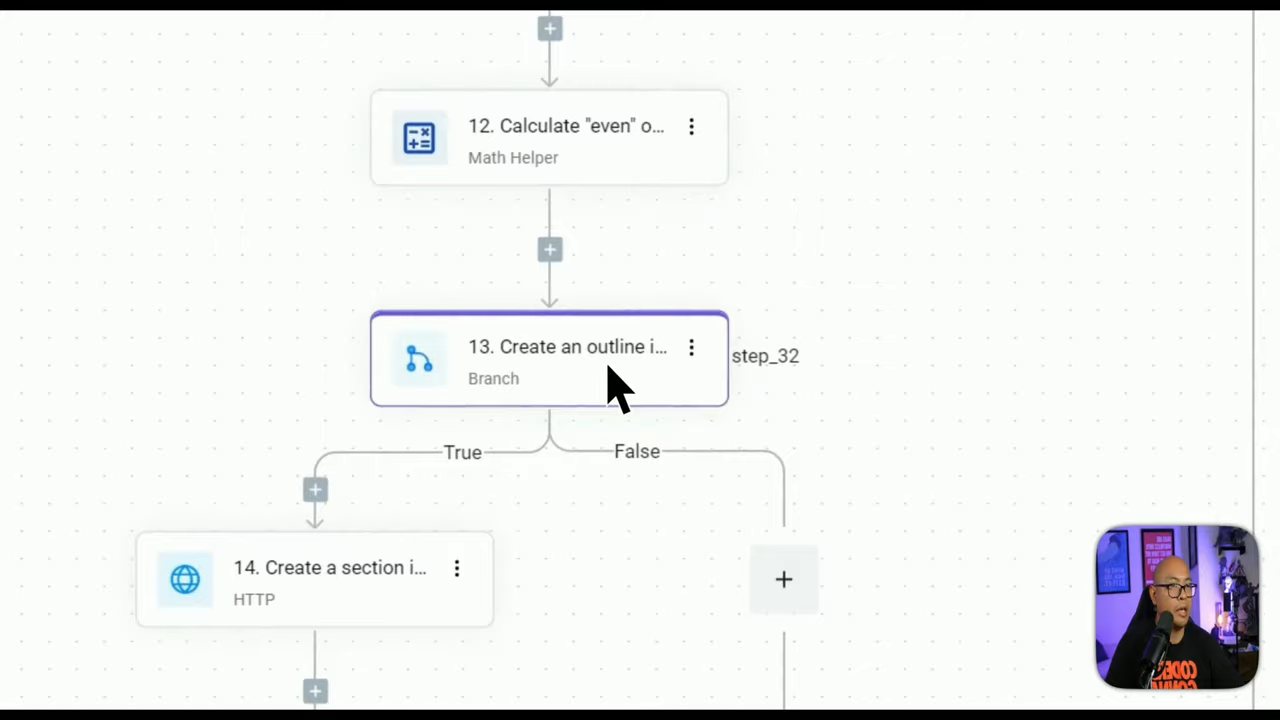 12. Calculate "even" o...
Math Helper
13. Create an outline i...
Branch
step_32
True
False
14. Create a section i...
HTTP